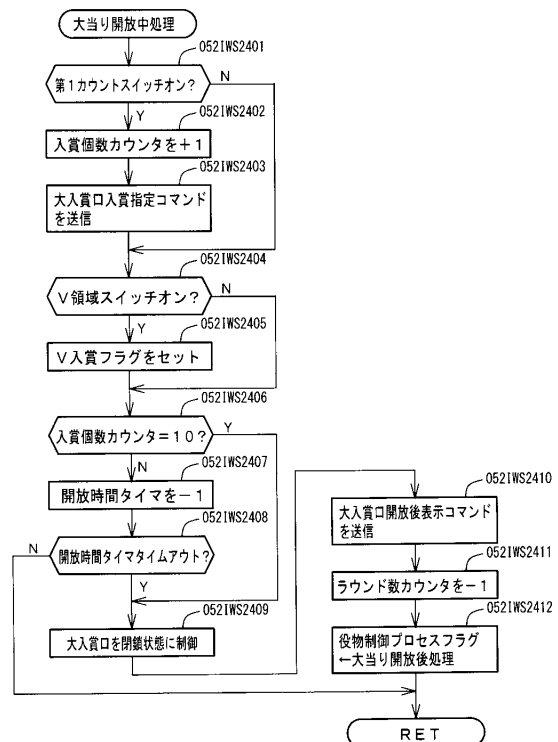 大当り開放中処理
052IWS2401
第1カウントスイッチオン?
N
Y
052IWS2402
入賞個数カウンタを+1
052IWS2403
大入賞口入賞指定コマンド
を送信
052IWS2404
V領域スイッチオン?
N
Y
052IWS2405
V入賞フラグをセット
052IWS2406
入賞個数カウンタ=10?
Y
N
052IWS2407
開放時間タイマを-1
052IWS2408
N
開放時間タイマタイムアウト?
Y
052IWS2409
大入賞口を閉鎖状態に制御
052IWS2410
大入賞口開放後表示コマンド
を送信
052IWS2411
ラウンド数カウンタを-1
052IWS2412
役物制御プロセスフラグ
←大当り開放後処理
RET